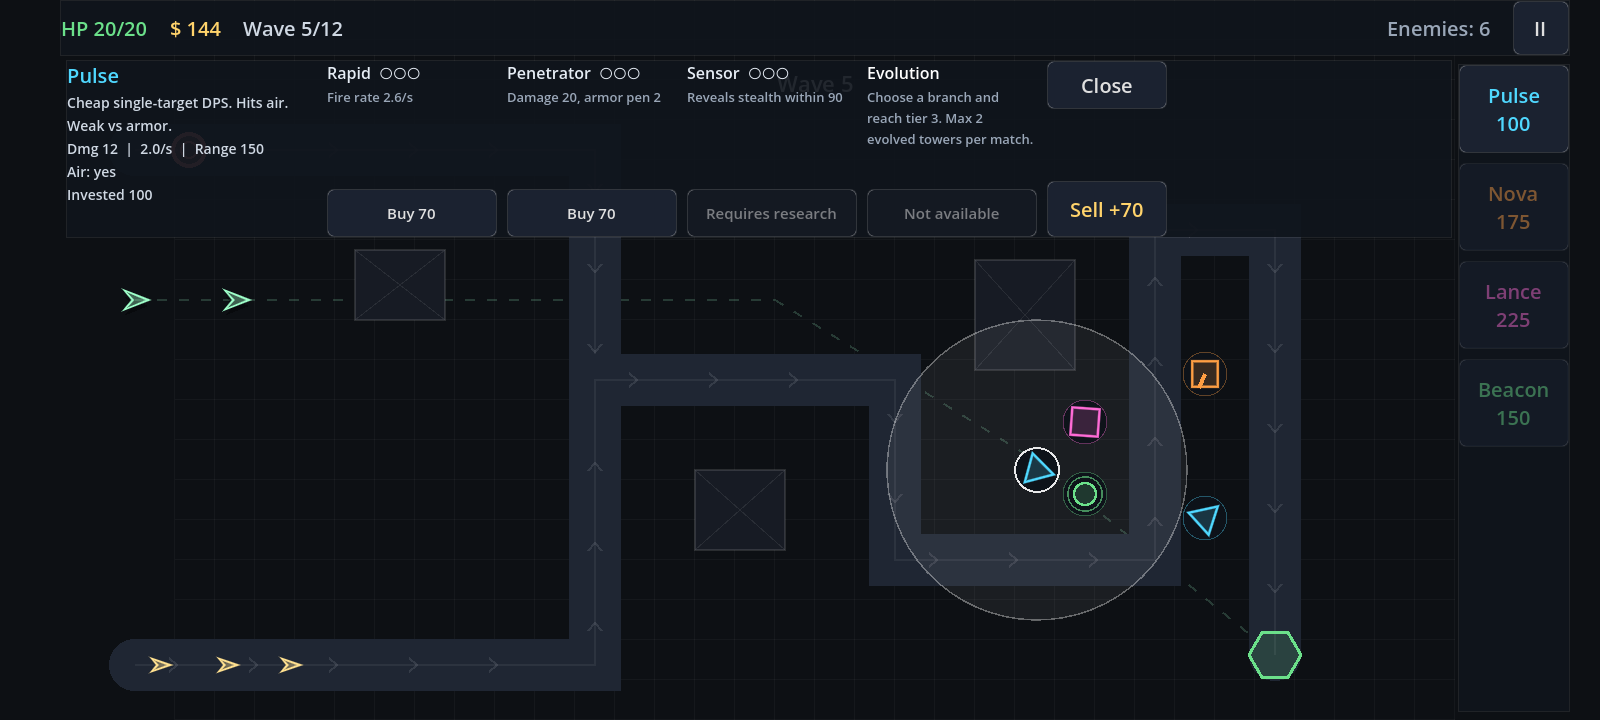 HP 20/20 $ 144 Wave 5/12 Enemies: 6 II
Pulse
Cheap single-target DPS. Hits air.
Weak vs armor.
Dmg 12 | 2.0/s | Range 150
Air: yes
Invested 100
Rapid ○○○
Fire rate 2.6/s
Buy 70
Penetrator ○○○
Damage 20, armor pen 2
Buy 70
Sensor ○○○
Reveals stealth within 90
Requires research
Wave 5
Evolution
Choose a branch and
reach tier 3. Max 2
evolved towers per match.
Not available
Close
Sell +70
Pulse
100
Nova
175
Lance
225
Beacon
150